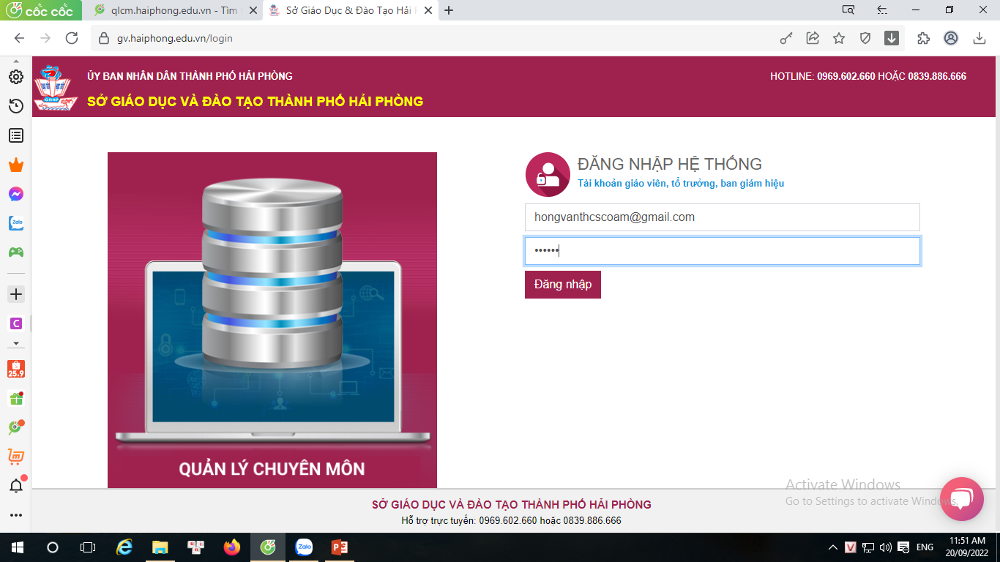 cốc cốc
qlcm.haiphong.edu.vn - Tìm
Sở Giáo Dục & Đào Tạo Hải
gv.haiphong.edu.vn/login
ỦY BAN NHÂN DÂN THÀNH PHỐ HẢI PHÒNG
HOTLINE: 0969.602.660 HOẶC 0839.886.666
SỞ GIÁO DỤC VÀ ĐÀO TẠO THÀNH PHỐ HẢI PHÒNG
ĐĂNG NHẬP HỆ THỐNG
Tài khoản giáo viên, tổ trưởng, ban giám hiệu
hongvanthcscoam@gmail.com
••••••
Đăng nhập
Zalo
C
25.9
QUẢN LÝ CHUYÊN MÔN
Activate Windows
Go to Settings to activate Windows.
SỞ GIÁO DỤC VÀ ĐÀO TẠO THÀNH PHỐ HẢI PHÒNG
Hỗ trợ trực tuyến: 0969.602.660 hoặc 0839.886.666
Zalo
V
ENG
11:51 AM
20/09/2022